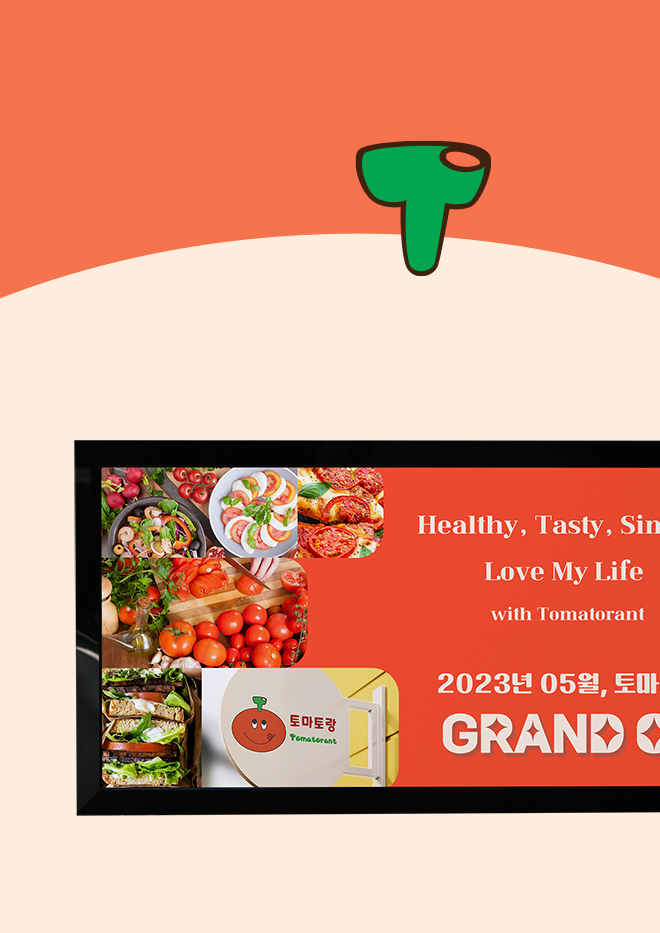 Healthy, Tasty, Sim
Love My Life
with Tomatorant
2023년 05월, 토마
GRAND O
토마토랑
Tomatorant